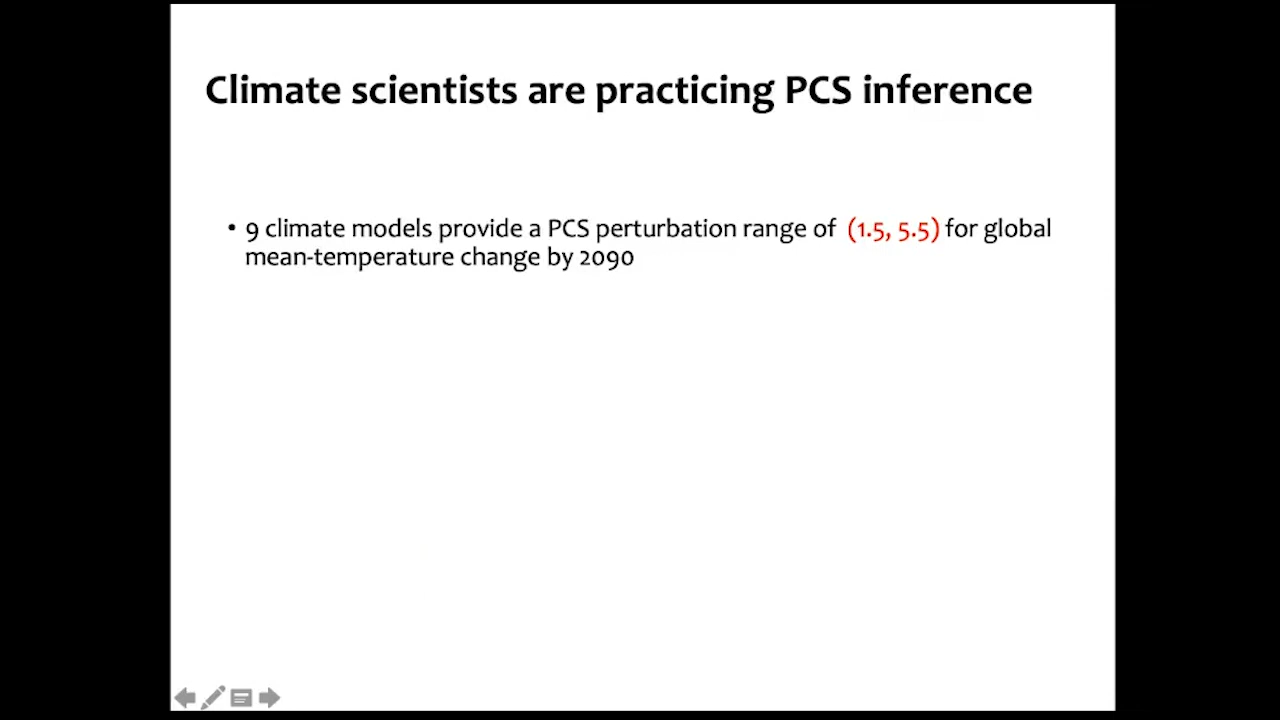 Climate scientists are practicing PCS inference
• 9 climate models provide a PCS perturbation range of (1.5, 5.5) for global
mean-temperature change by 2090